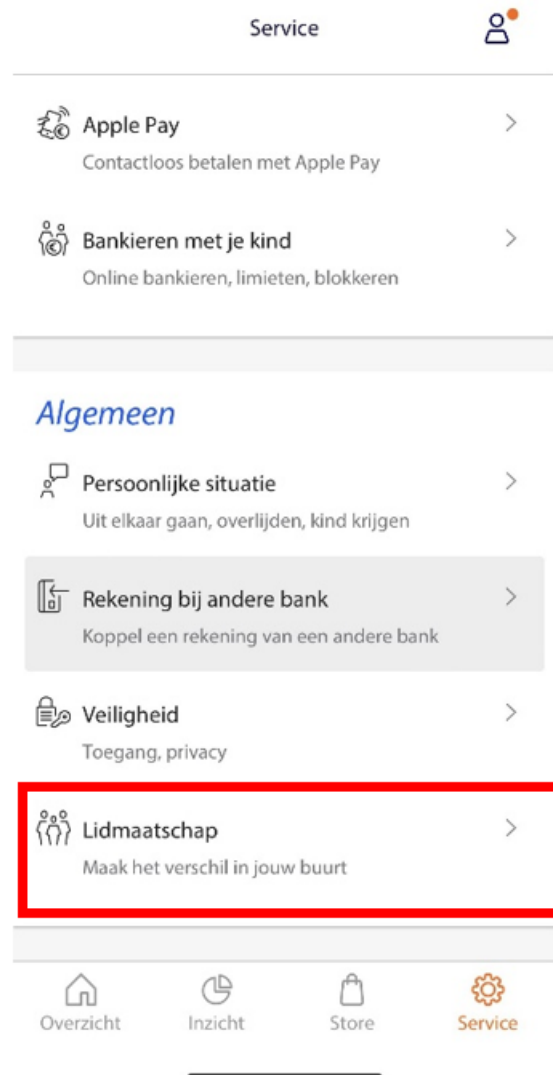 Service
Apple Pay
Contactloos betalen met Apple Pay
Bankieren met je kind
Online bankieren, limieten, blokkeren
Algemeen
Persoonlijke situatie
Uit elkaar gaan, overlijden, kind krijgen
Rekening bij andere bank
Koppel een rekening van een andere bank
Veiligheid
Toegang, privacy
Lidmaatschap
Maak het verschil in jouw buurt
Overzicht Inzicht Store Service